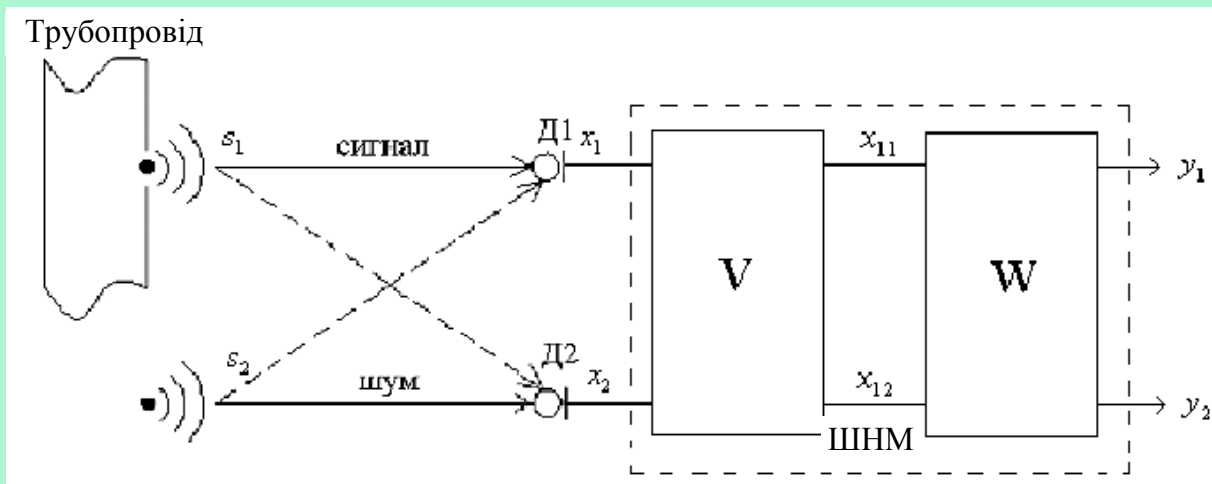 Трубопровід
s₁ сигнал Д1 x₁ x₁₁ y₁
V W
s₂ шум Д2 x₂ x₁₂ y₂
ШНМ